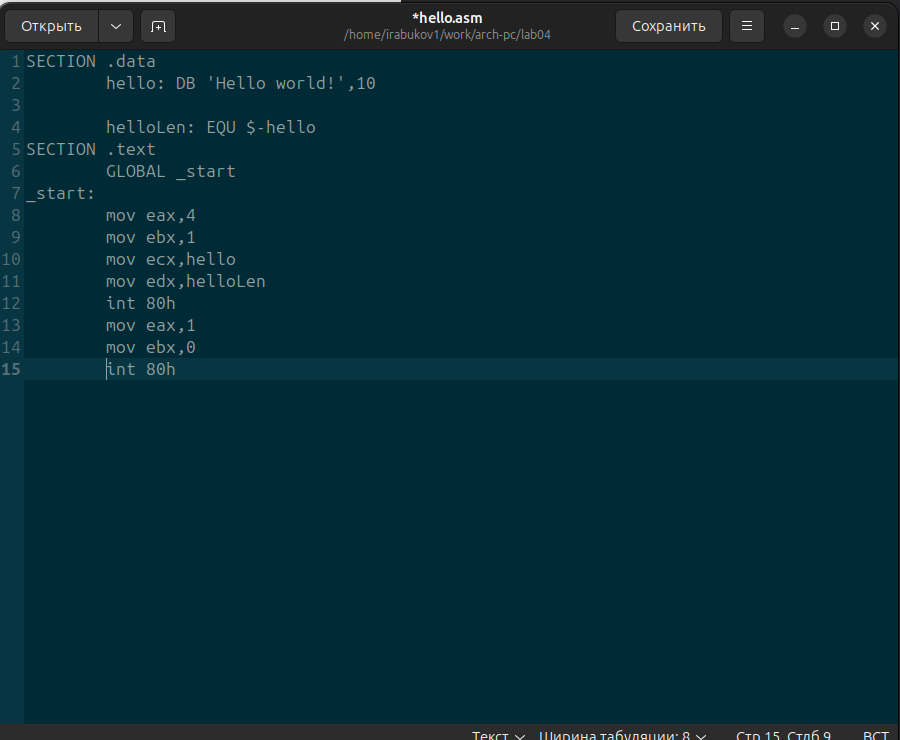 Открыть
*hello.asm
/home/irabukov1/work/arch-pc/lab04
Сохранить
1 SECTION .data
2 hello: DB 'Hello world!',10
3
4 helloLen: EQU $-hello
5 SECTION .text
6 GLOBAL _start
7 _start:
8 mov eax,4
9 mov ebx,1
10 mov ecx,hello
11 mov edx,helloLen
12 int 80h
13 mov eax,1
14 mov ebx,0
15 int 80h
Текст Ширина табуляции: 8 Стр 15, Стлб 9 ВСТ